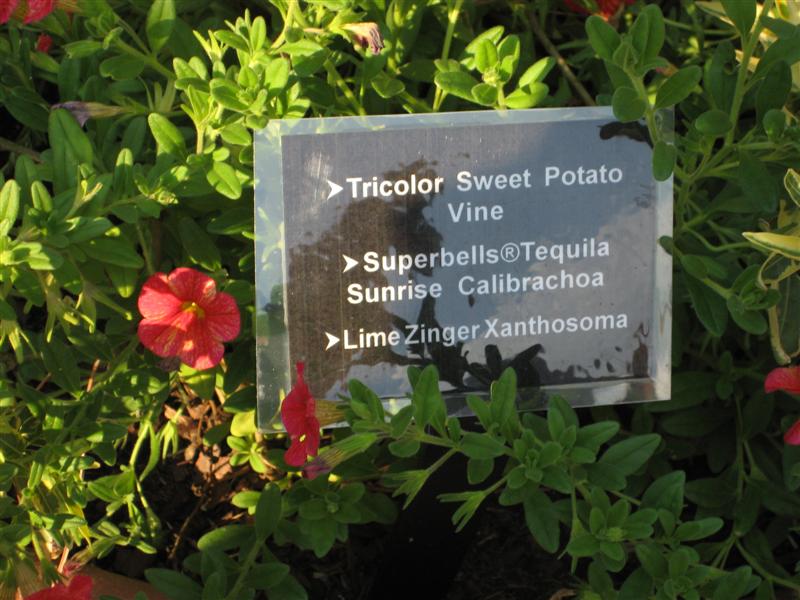 ➤Tricolor Sweet Potato
Vine
➤Superbells®Tequila
Sunrise Calibrachoa
➤Lime Zinger Xanthosoma